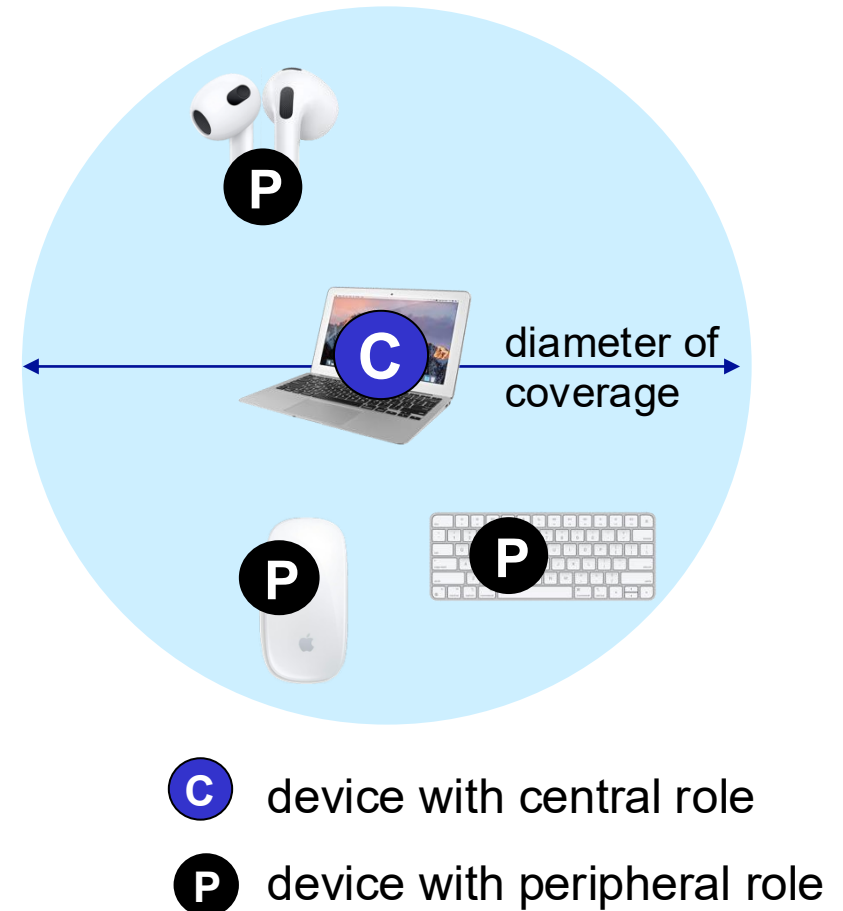 P
C
diameter of
coverage
P
P
C device with central role
P device with peripheral role